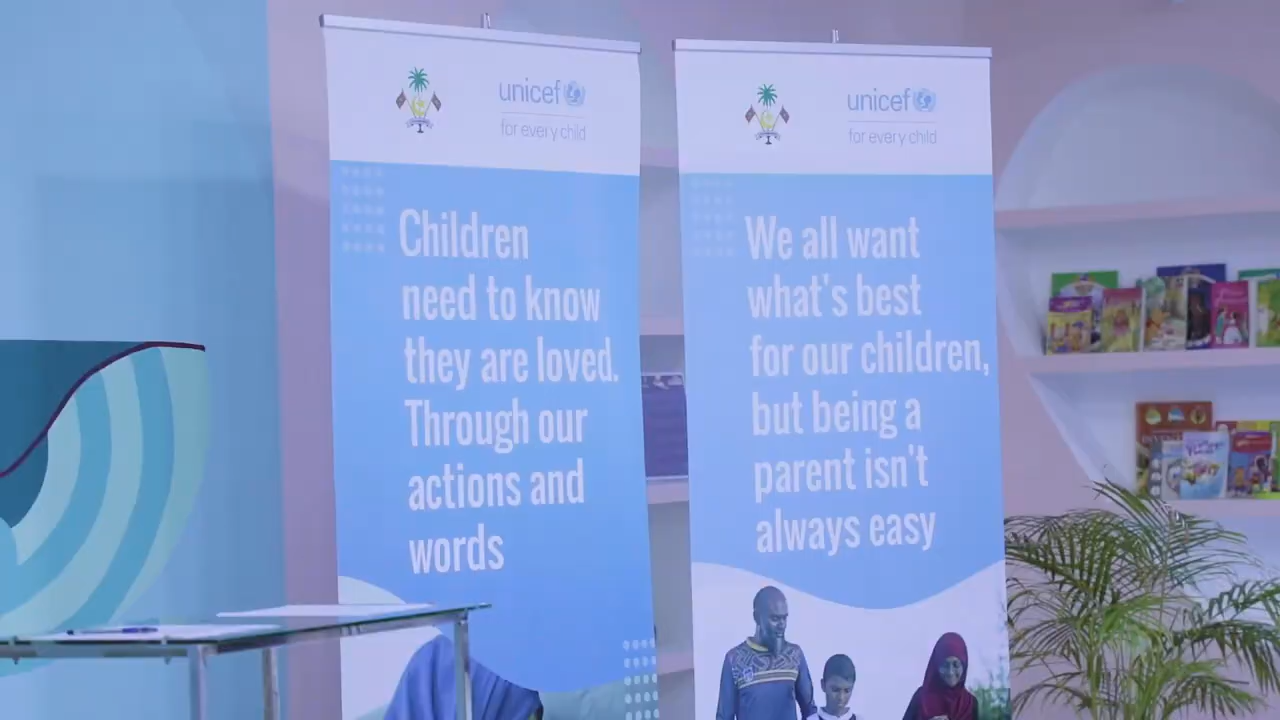 unicef
for every child
Children
need to know
they are loved.
Through our
actions and
words
unicef
for every child
We all want
what's best
for our children,
but being a
parent isn't
always easy